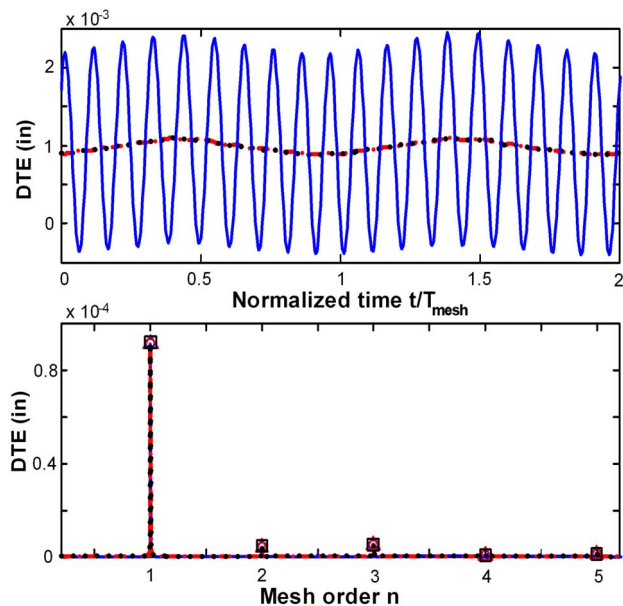 x 10⁻³
2
1
0
DTE (in)
0 0.5 1 1.5 2
Normalized time t/Tmesh
x 10⁻⁴
0.8
0.4
0
DTE (in)
1 2 3 4 5
Mesh order n